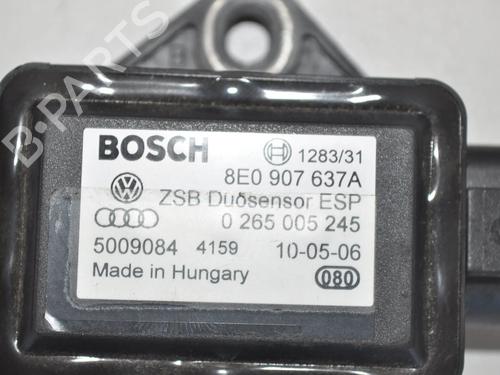 BOSCH 1283/31
8E0 907 637A
ZSB Duosensor ESP
0 265 005 245
5009084 4159 10-05-06
Made in Hungary 080
B-PARTS